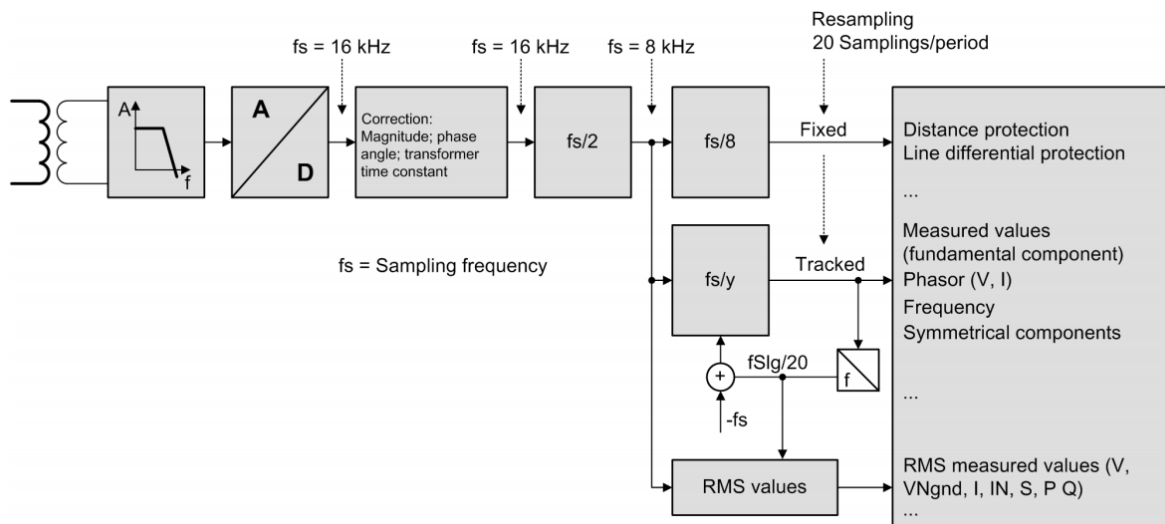 Resampling
20 Samplings/period
fs = 16 kHz
fs = 16 kHz
fs = 8 kHz
A
f
A
D
Correction:
Magnitude; phase
angle; transformer
time constant
fs/2
fs/8
Fixed
Distance protection
Line differential protection
...
fs = Sampling frequency
fs/y
Tracked
Measured values
(fundamental component)
Phasor (V, I)
Frequency
Symmetrical components
...
+
fSlg/20
f
-fs
RMS values
RMS measured values (V,
VNgnd, I, IN, S, P Q)
...